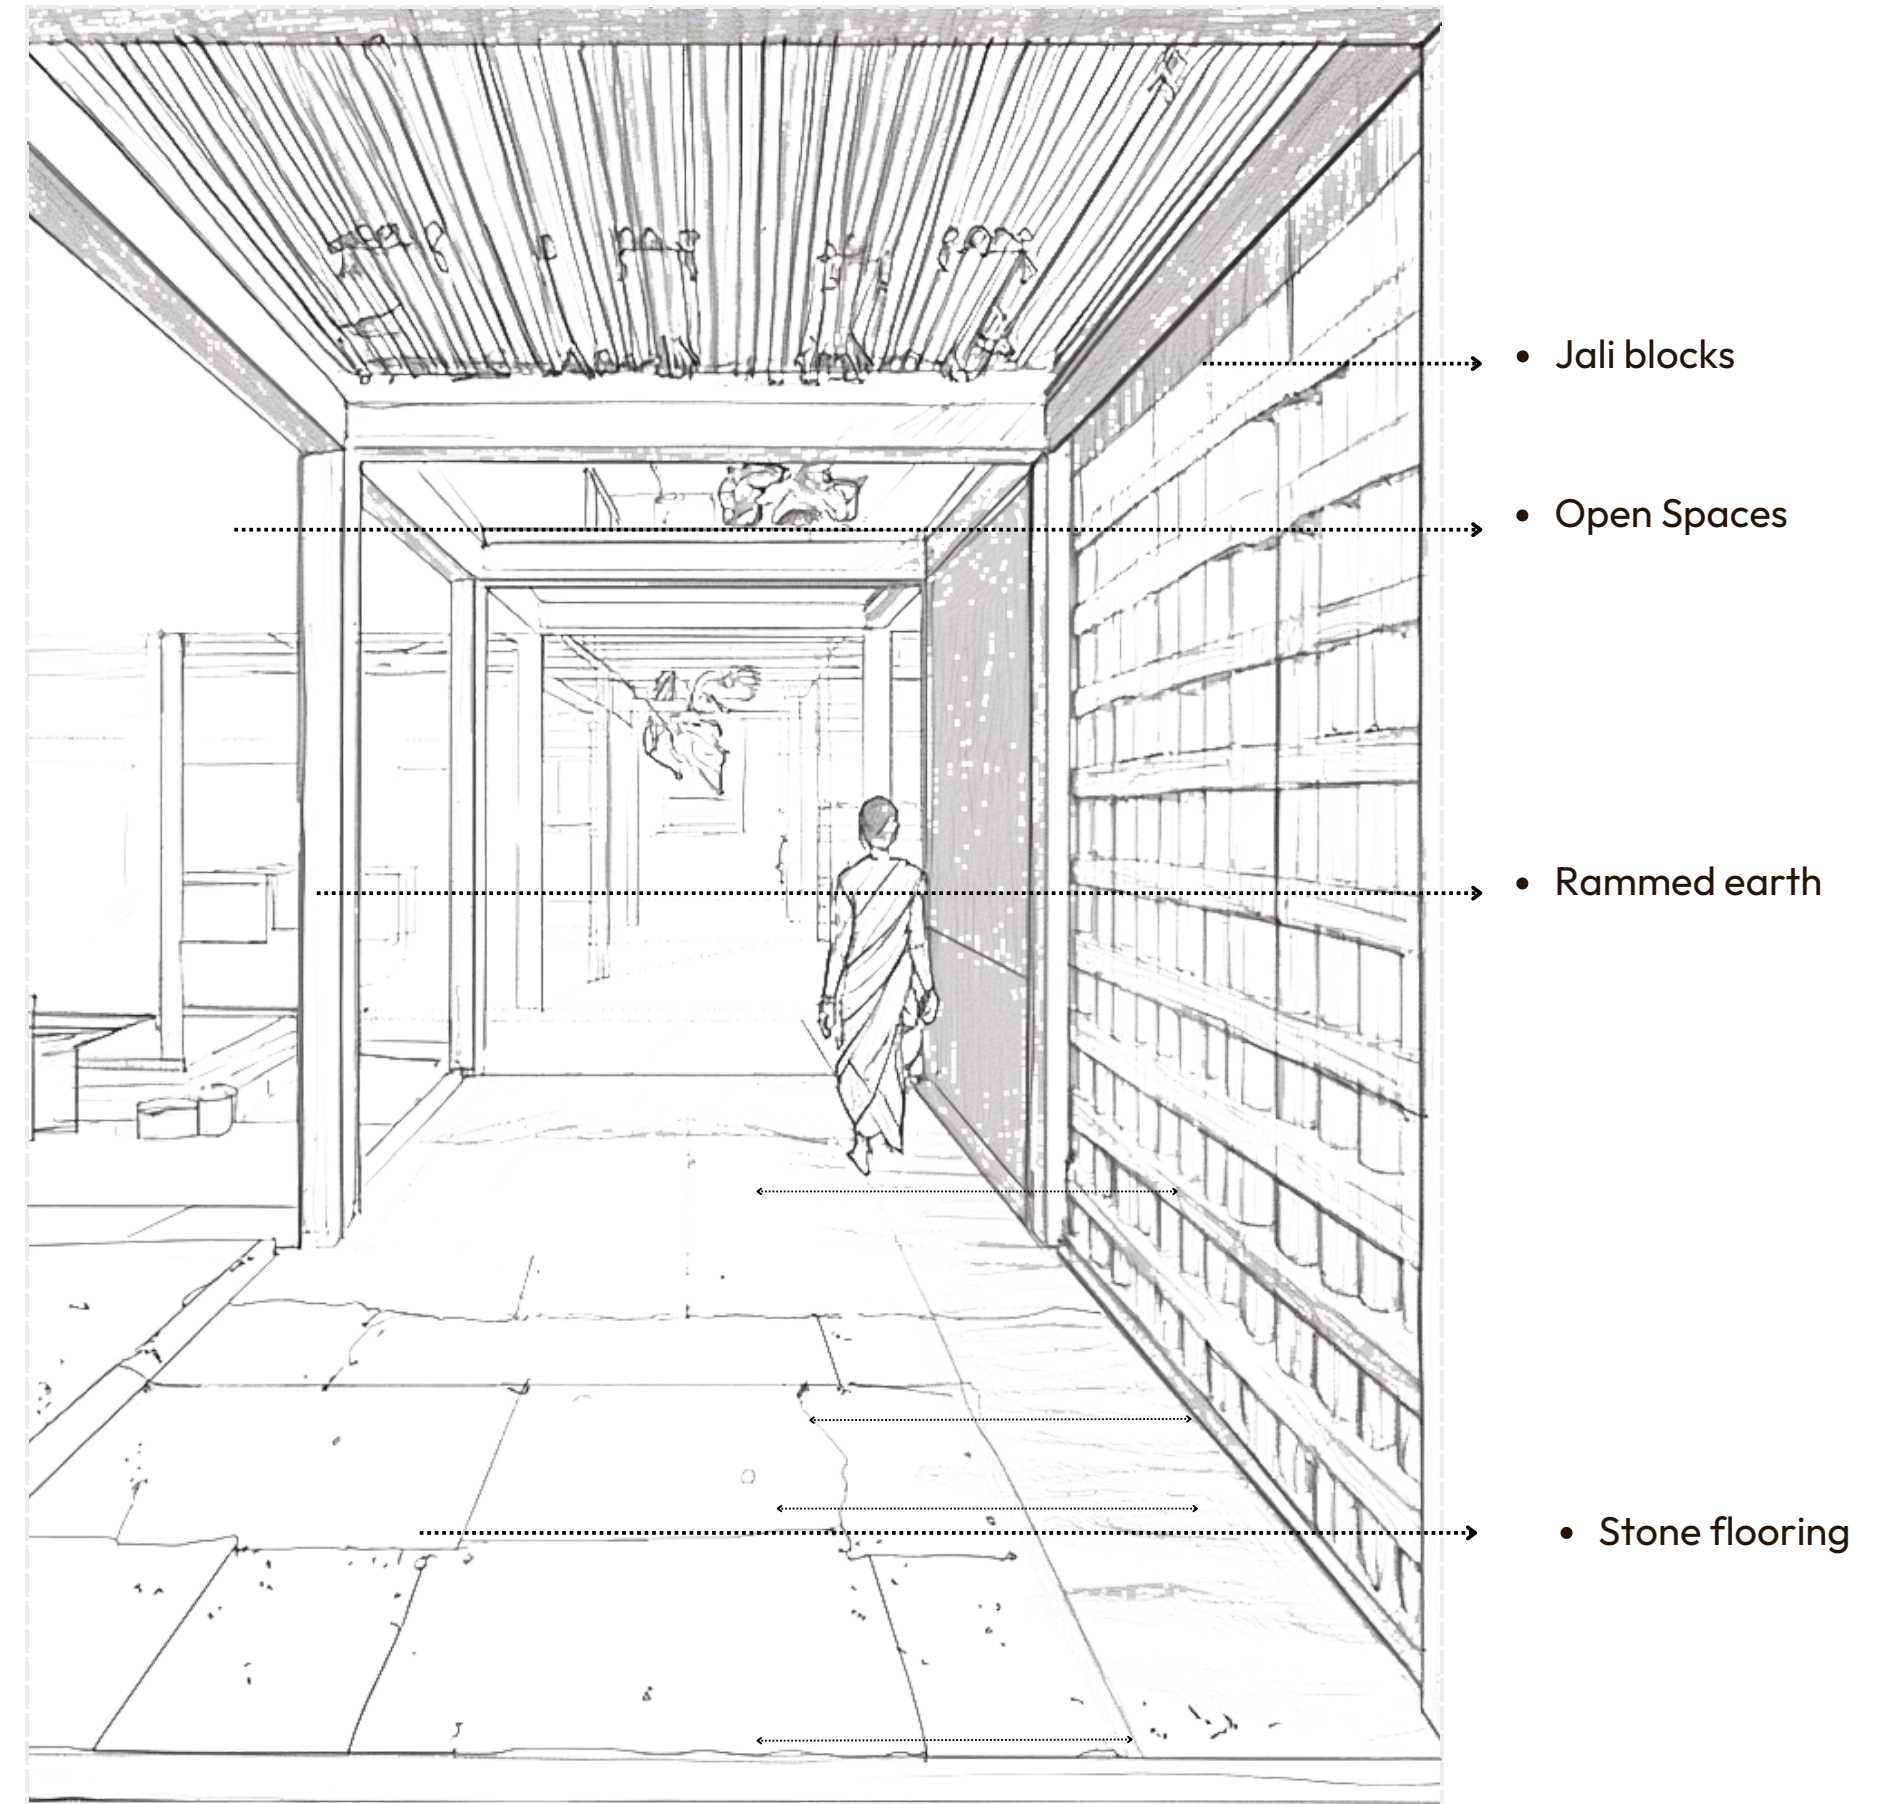 • Jali blocks
• Open Spaces
• Rammed earth
• Stone flooring